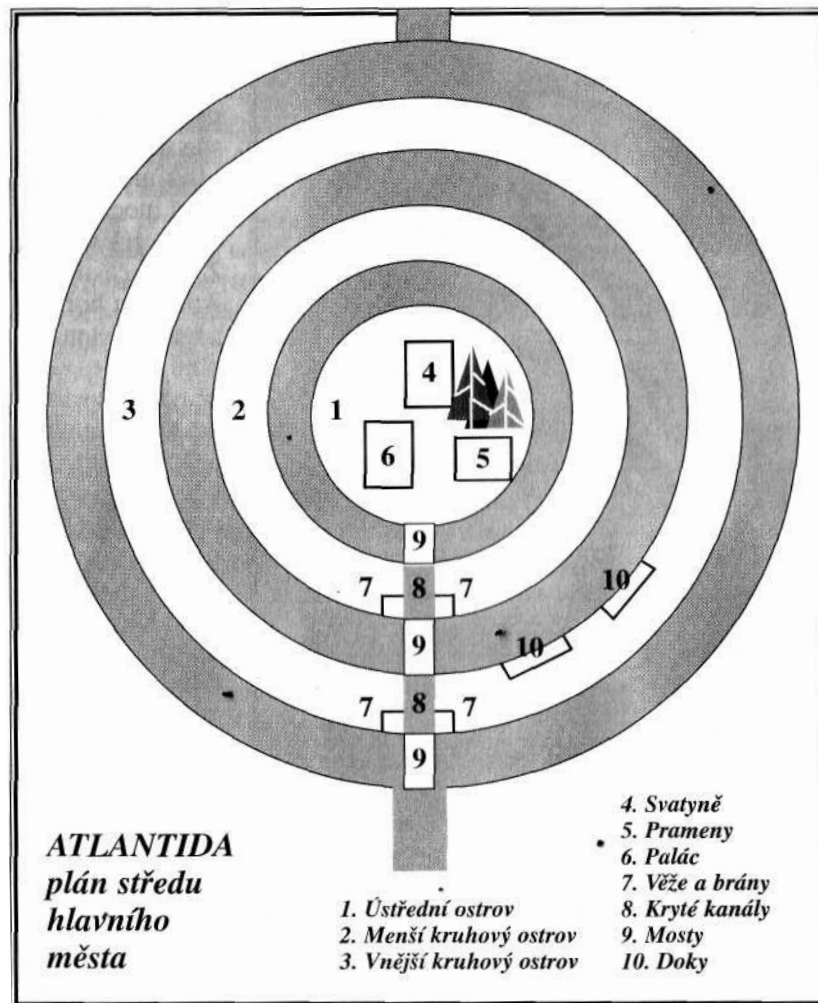 4
3
2
1
6
5
9
7
8
7
10
9
10
7
8
7
9
ATLANTIDA
plán středu
hlavního
města
1. Ústřední ostrov
2. Menší kruhový ostrov
3. Vnější kruhový ostrov
4. Svatyně
5. Prameny
6. Palác
7. Věže a brány
8. Kryté kanály
9. Mosty
10. Doky